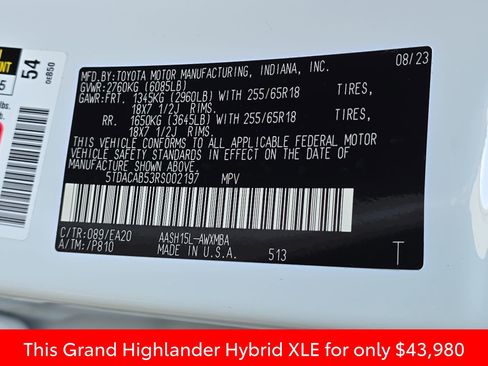 54
0EB50
5
lbs.
MFD.BY:TOYOTA MOTOR MANUFACTURING, INDIANA, INC.
08/23
GVWR:2760KG (6085LB)
GAWR:FRT. 1345KG (2960LB) WITH 255/65R18 TIRES,
18X7 1/2J RIMS.
RR. 1650KG (3645LB) WITH 255/65R18 TIRES,
18X7 1/2J RIMS.
THIS VEHICLE CONFORMS TO ALL APPLICABLE FEDERAL MOTOR
VEHICLE SAFETY STANDARDS IN EFFECT ON THE DATE OF
MANUFACTURE SHOWN ABOVE.
5TDACAB53RS002197 MPV
C/TR:089/EA20 AASH15L-AWXMBA
A/TM:/P810 MADE IN U.S.A. 513
T
This Grand Highlander Hybrid XLE for only $43,980